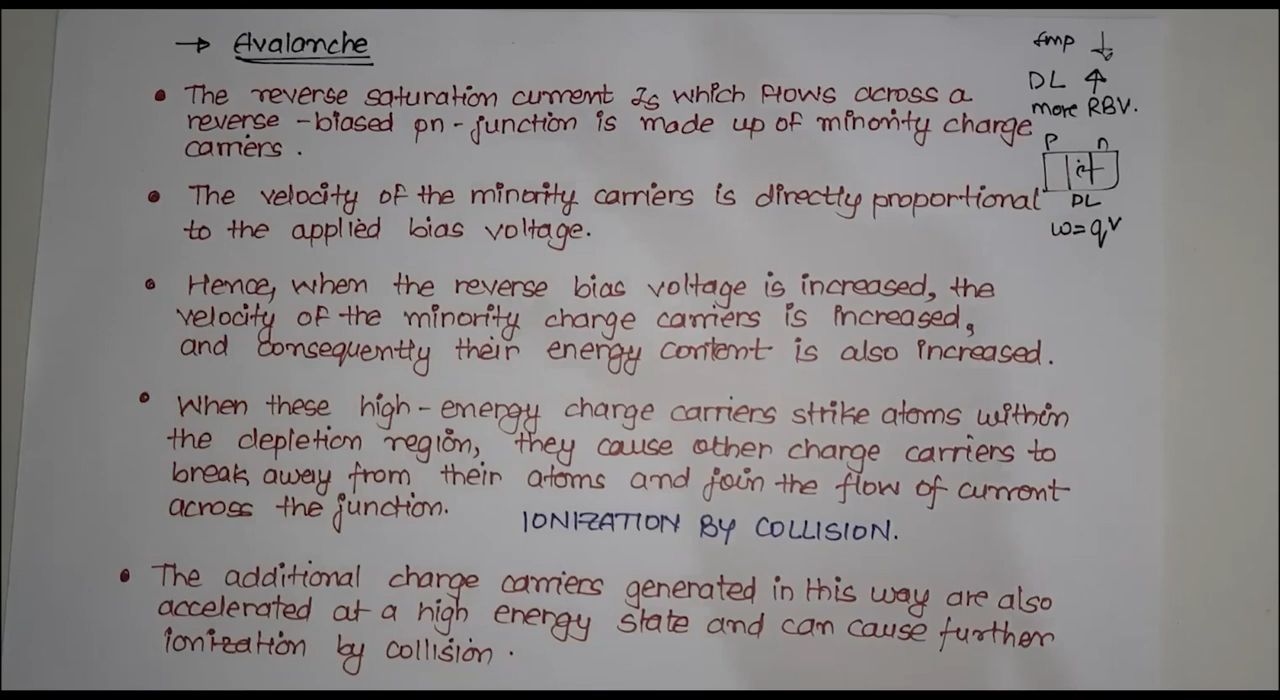 → Avalanche
• The reverse saturation current Is which flows across a
reverse-biased pn-junction is made up of minority charge
carriers.
• The velocity of the minority carriers is directly proportional
to the applied bias voltage.
• Hence, when the reverse bias voltage is increased, the
velocity of the minority charge carriers is increased,
and consequently their energy content is also increased.
• When these high-energy charge carriers strike atoms within
the depletion region, they cause other charge carriers to
break away from their atoms and join the flow of current
across the junction.
IONIZATION BY COLLISION.
• The additional charge carriers generated in this way are also
accelerated at a high energy state and can cause further
ionization by collision.
Imp ↓
DL ↑
more RBV.
P n
DL
w=qv